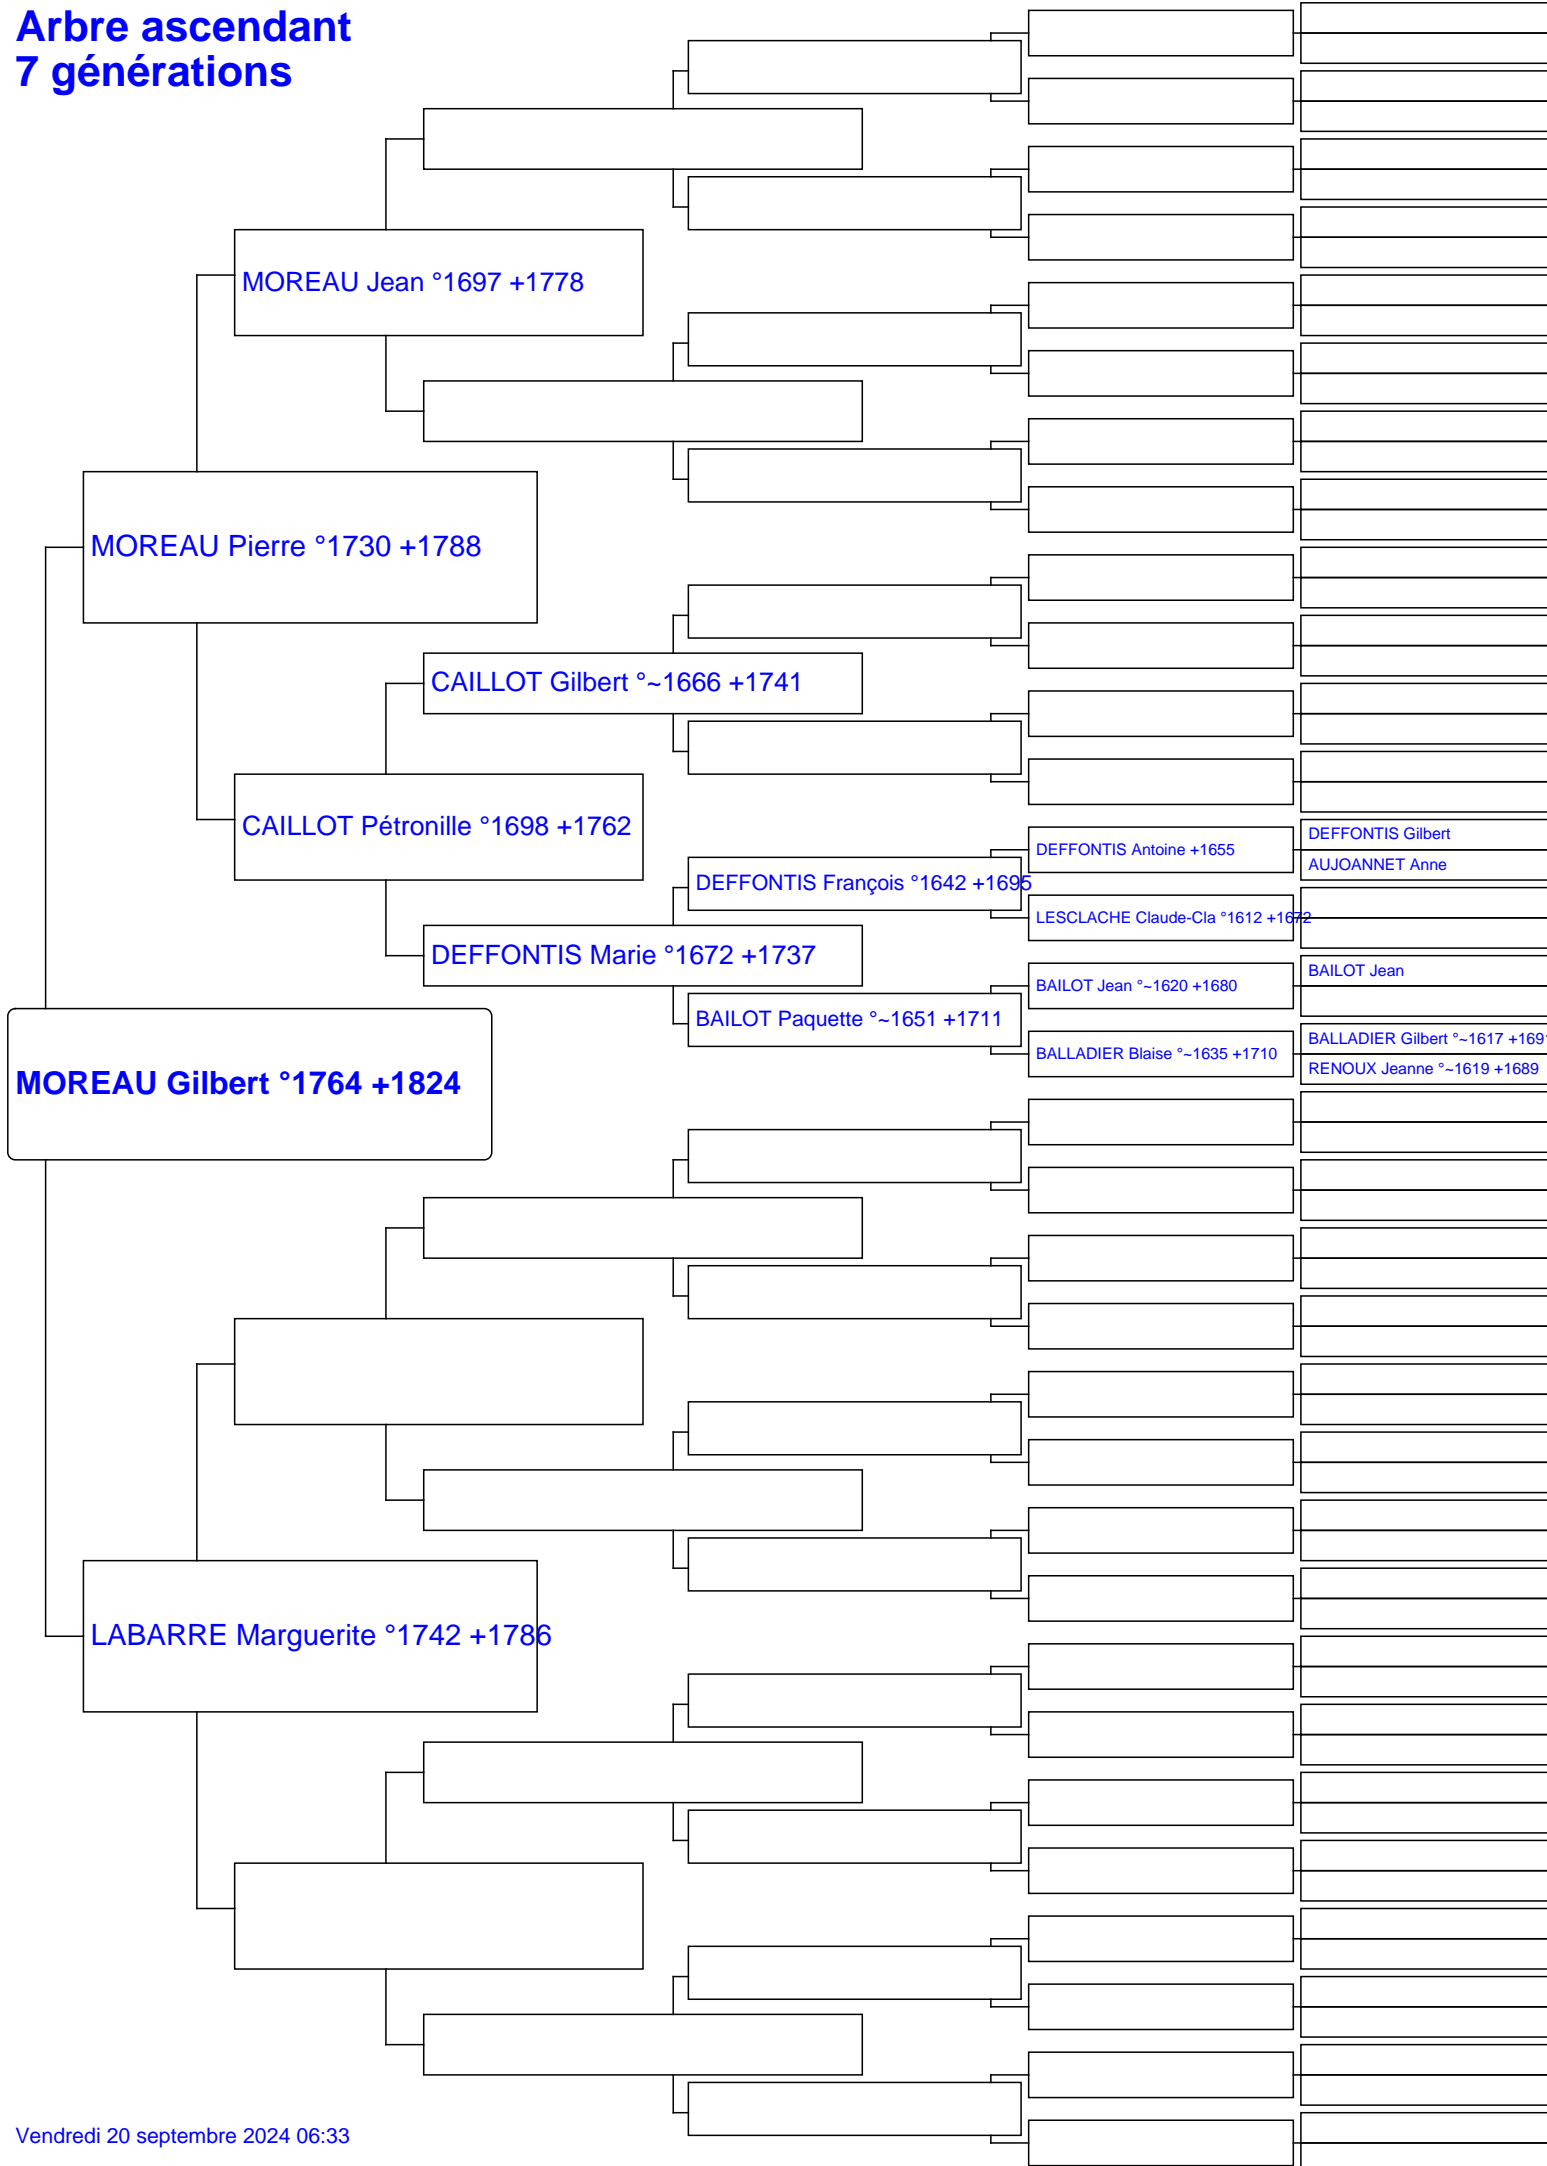 Arbre ascendant
7 générations
MOREAU Jean °1697 +1778
MOREAU Pierre °1730 +1788
CAILLOT Gilbert °~1666 +1741
CAILLOT Pétronille °1698 +1762
DEFFONTIS Gilbert
DEFFONTIS Antoine +1655
AUJOANNET Anne
DEFFONTIS François °1642 +1695
LESCLACHE Claude-Cla °1612 +1672
DEFFONTIS Marie °1672 +1737
BAILOT Jean
BAILOT Jean °~1620 +1680
BAILOT Paquette °~1651 +1711
BALLADIER Gilbert °~1617 +1691
BALLADIER Blaise °~1635 +1710
RENOUX Jeanne °~1619 +1689
MOREAU Gilbert °1764 +1824
LABARRE Marguerite °1742 +1786
Vendredi 20 septembre 2024 06:33